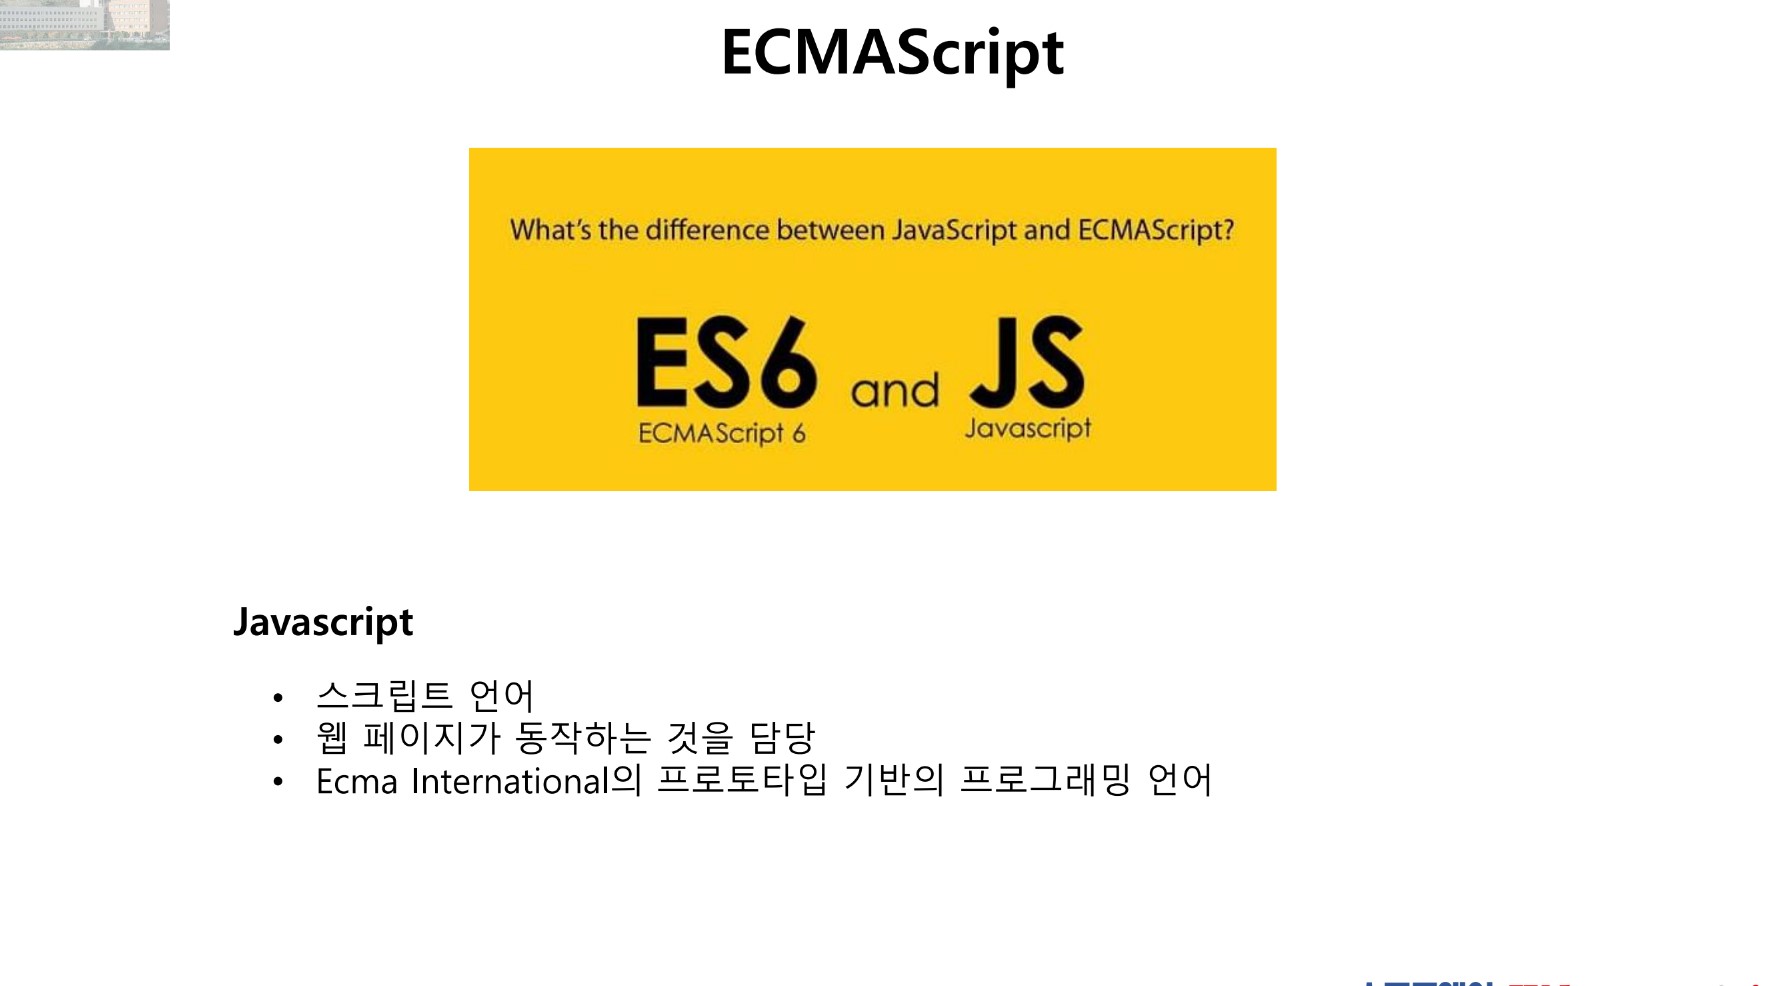 ECMAScript
What's the difference between JavaScript and ECMAScript?
ES6 and JS
ECMAScript 6 Javascript
Javascript
• 스크립트 언어
• 웹 페이지가 동작하는 것을 담당
• Ecma International의 프로토타입 기반의 프로그래밍 언어